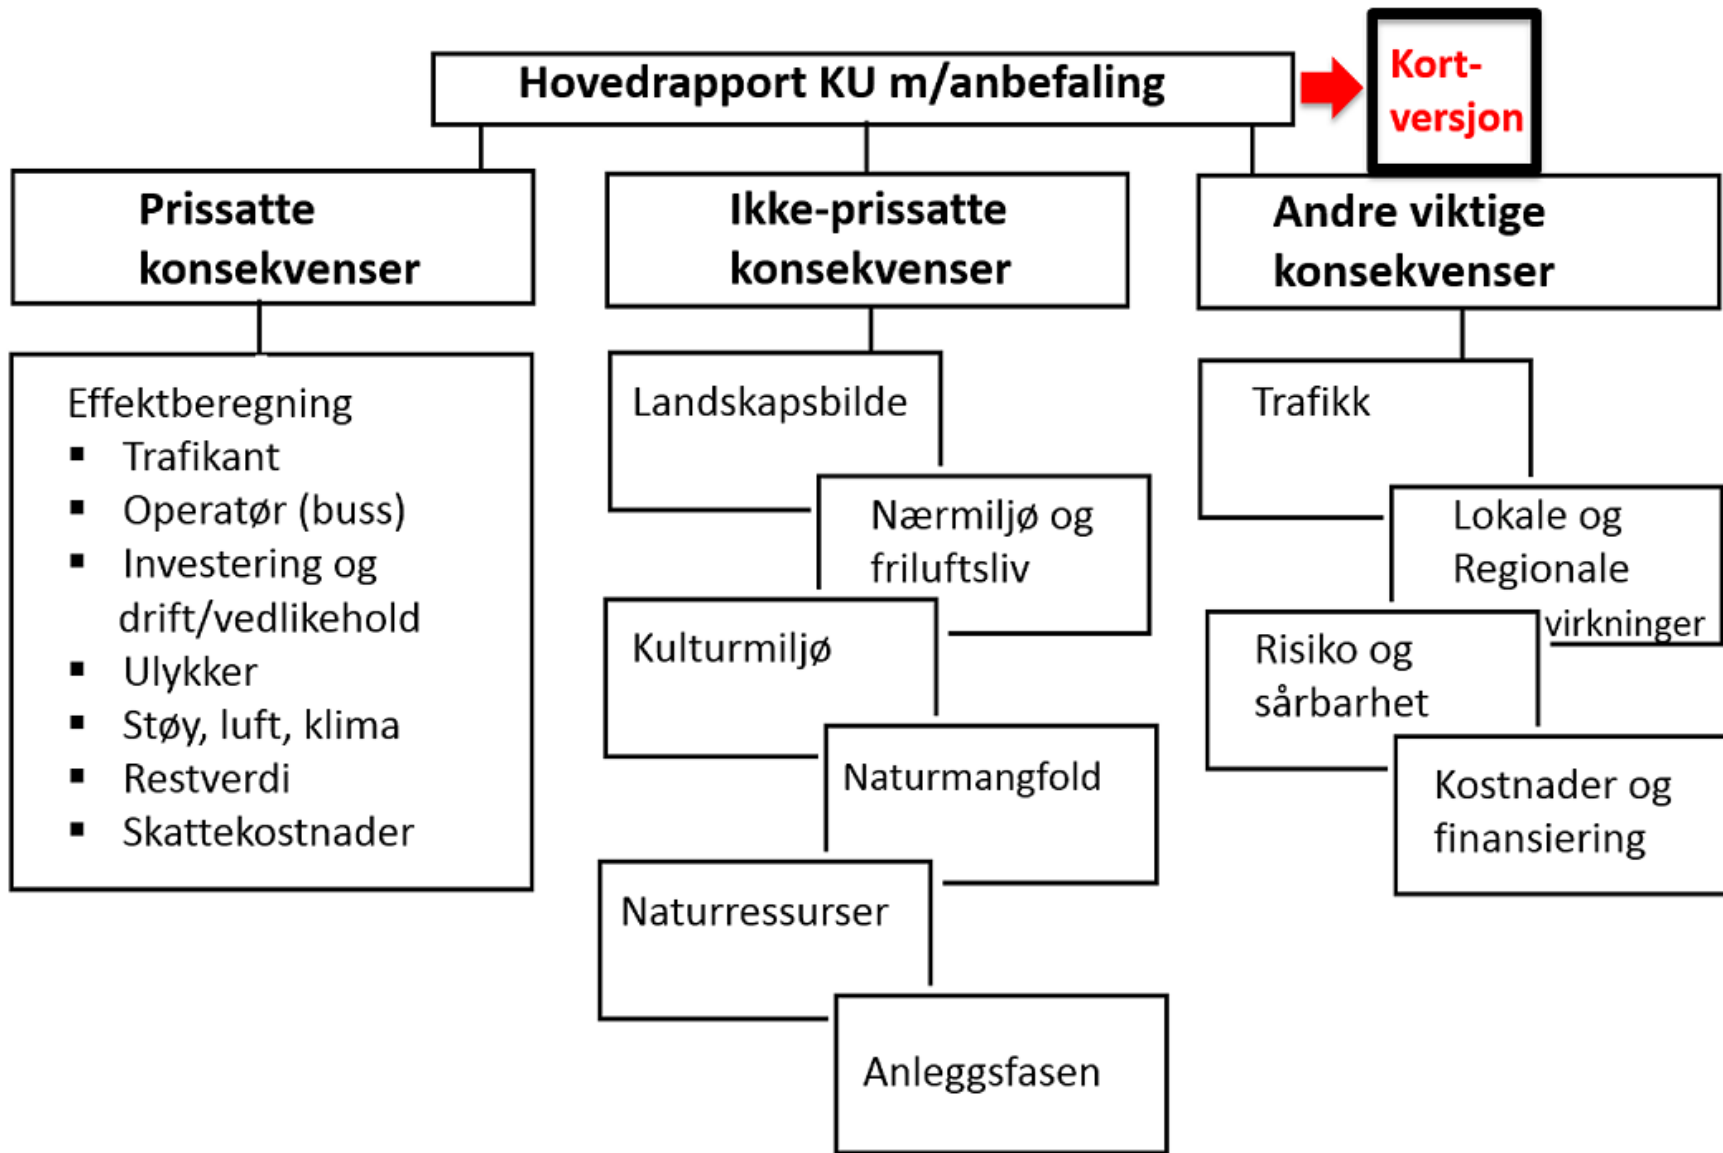 Hovedrapport KU m/anbefaling
Kort-
versjon
Prissatte
konsekvenser
Ikke-prissatte
konsekvenser
Andre viktige
konsekvenser
Effektberegning
▪ Trafikant
▪ Operatør (buss)
▪ Investering og
drift/vedlikehold
▪ Ulykker
▪ Støy, luft, klima
▪ Restverdi
▪ Skattekostnader
Landskapsbilde
Nærmiljø og
friluftsliv
Kulturmiljø
Naturmangfold
Naturressurser
Anleggsfasen
Trafikk
Lokale og
Regionale
virkninger
Risiko og
sårbarhet
Kostnader og
finansiering